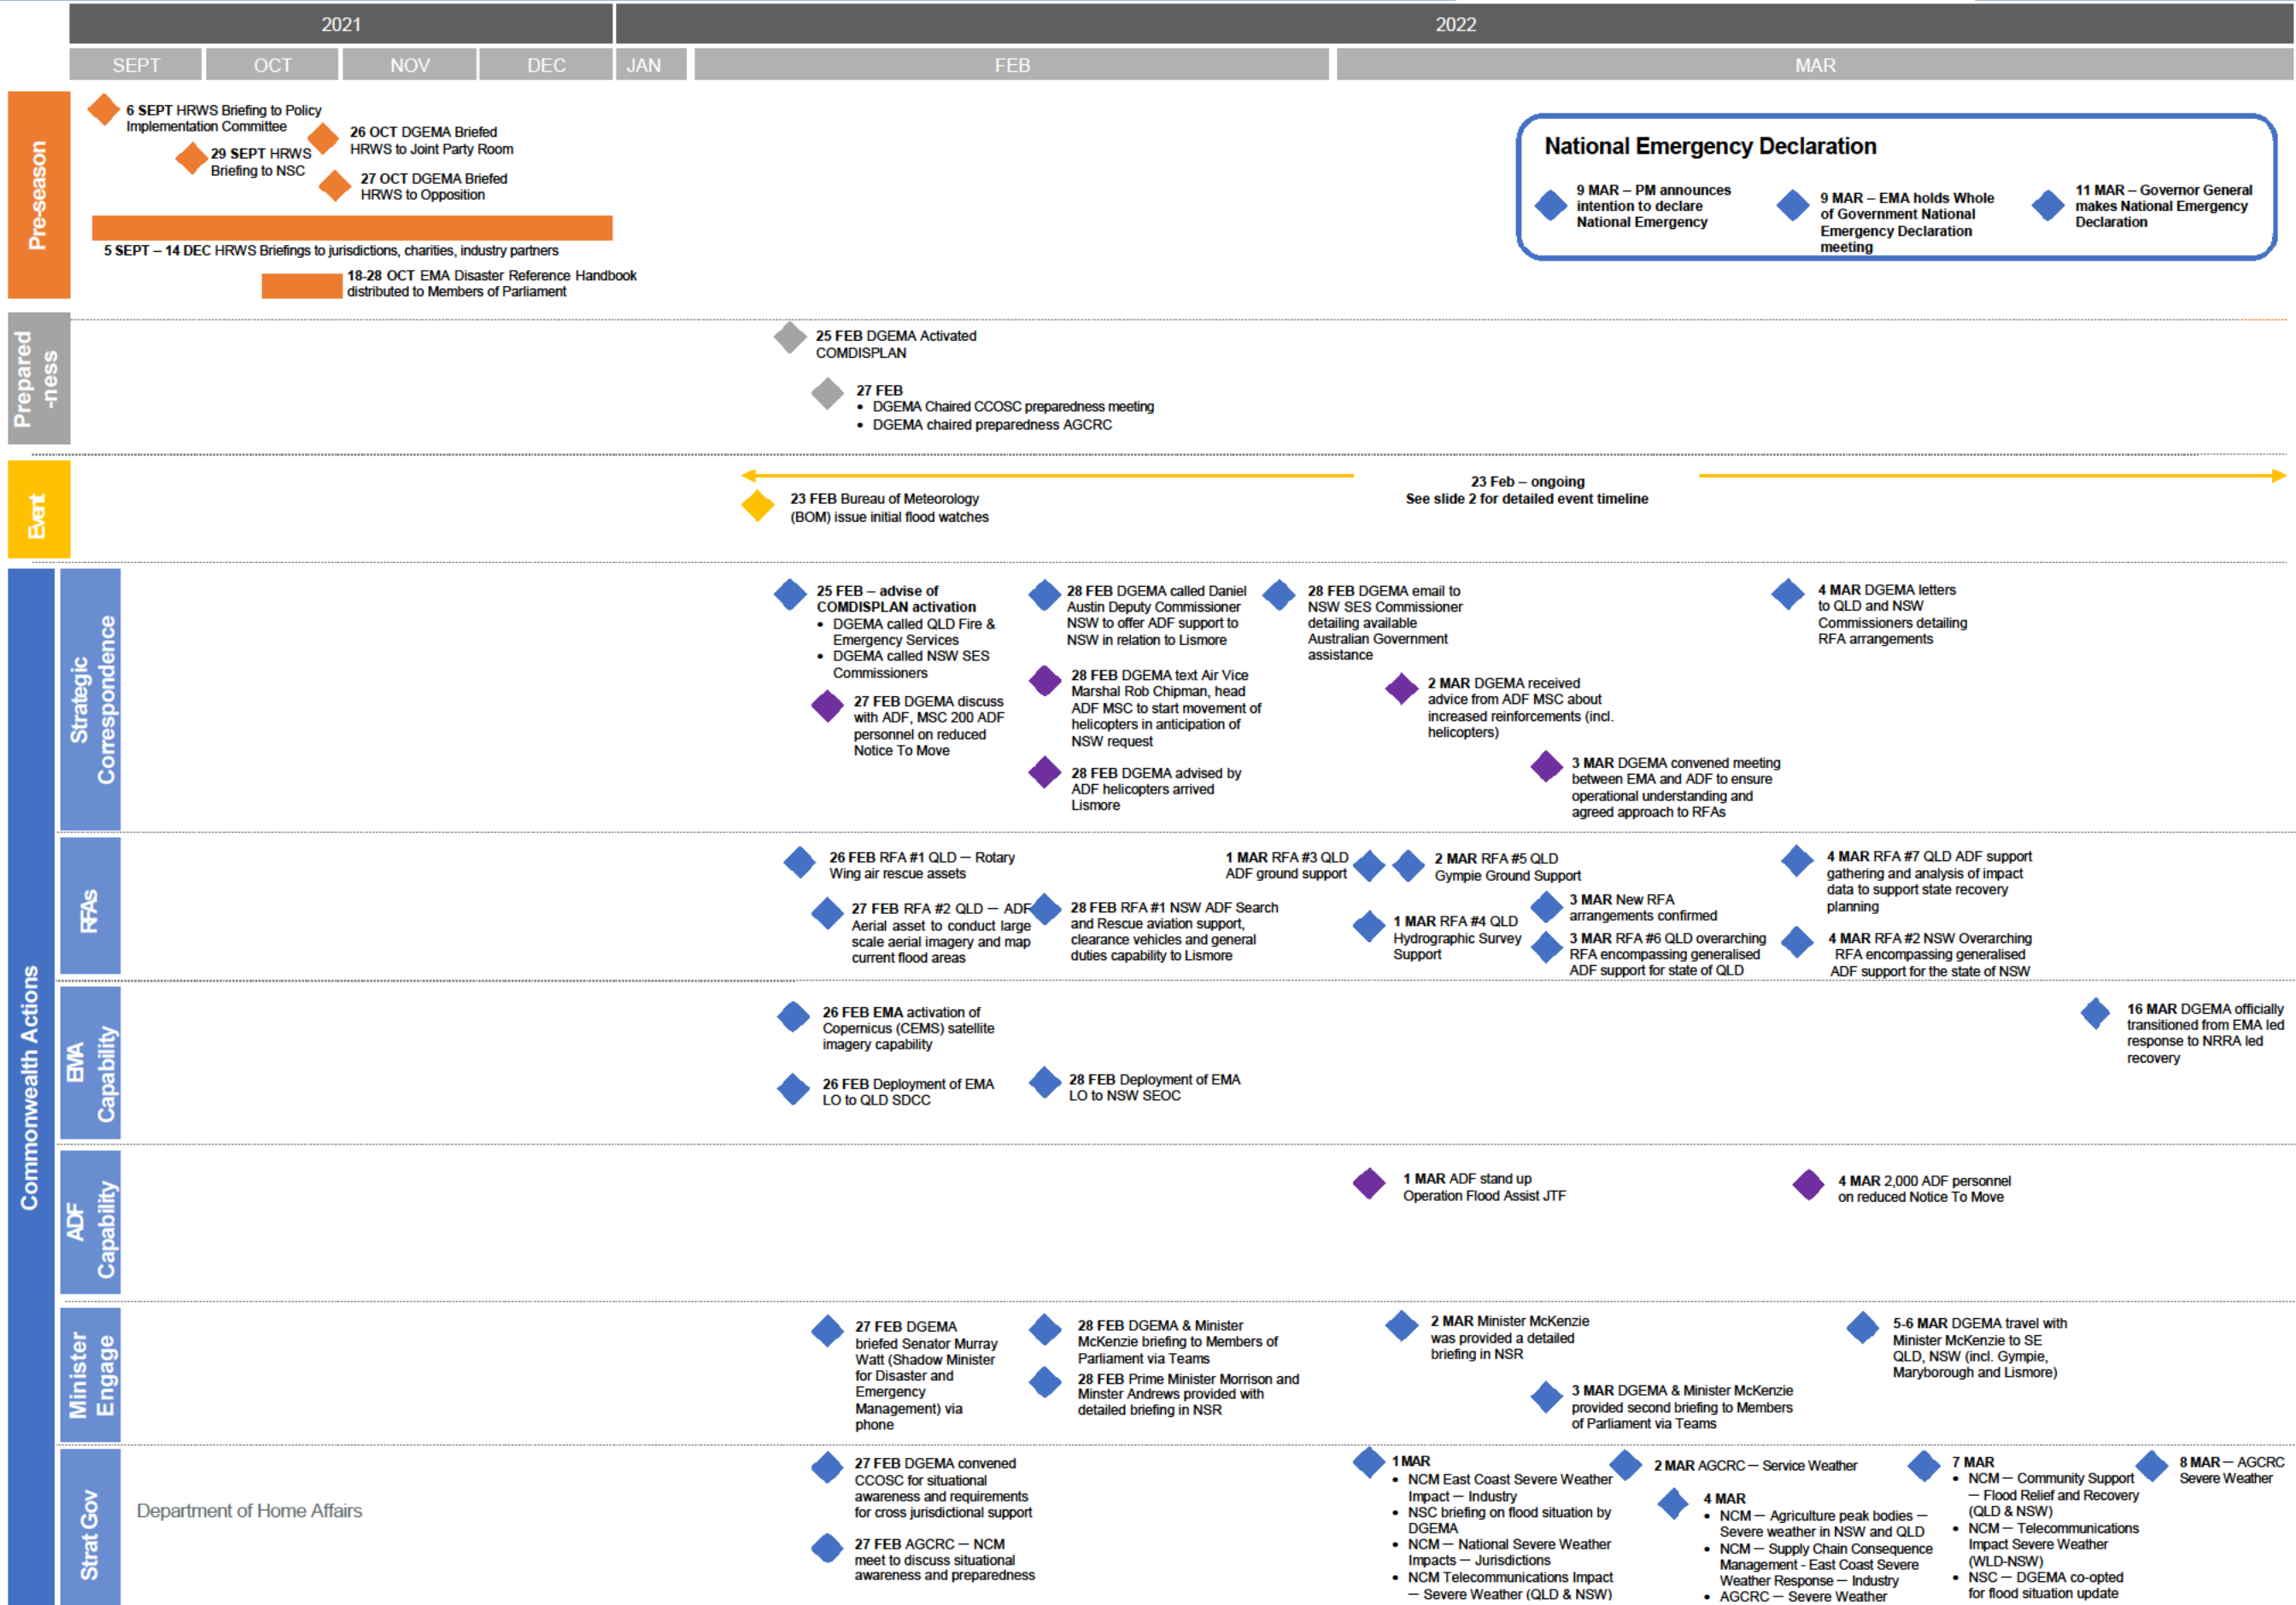 2021
2022
SEPT
OCT
NOV
DEC
JAN
FEB
MAR
Pre-season
6 SEPT HRWS Briefing to Policy
Implementation Committee
29 SEPT HRWS
Briefing to NSC
26 OCT DGEMA Briefed
HRWS to Joint Party Room
27 OCT DGEMA Briefed
HRWS to Opposition
5 SEPT – 14 DEC HRWS Briefings to jurisdictions, charities, industry partners
18-28 OCT EMA Disaster Reference Handbook
distributed to Members of Parliament
National Emergency Declaration
9 MAR – PM announces
intention to declare
National Emergency
9 MAR – EMA holds Whole
of Government National
Emergency Declaration
meeting
11 MAR – Governor General
makes National Emergency
Declaration
Prepared
-ness
25 FEB DGEMA Activated
COMDISPLAN
27 FEB
• DGEMA Chaired CCOSC preparedness meeting
• DGEMA chaired preparedness AGCRC
Event
23 FEB Bureau of Meteorology
(BOM) issue initial flood watches
23 Feb – ongoing
See slide 2 for detailed event timeline
Commonwealth Actions
Strategic
Correspondence
25 FEB – advise of
COMDISPLAN activation
• DGEMA called QLD Fire &
Emergency Services
• DGEMA called NSW SES
Commissioners
27 FEB DGEMA discuss
with ADF, MSC 200 ADF
personnel on reduced
Notice To Move
28 FEB DGEMA called Daniel
Austin Deputy Commissioner
NSW to offer ADF support to
NSW in relation to Lismore
28 FEB DGEMA text Air Vice
Marshal Rob Chipman, head
ADF MSC to start movement of
helicopters in anticipation of
NSW request
28 FEB DGEMA advised by
ADF helicopters arrived
Lismore
28 FEB DGEMA email to
NSW SES Commissioner
detailing available
Australian Government
assistance
2 MAR DGEMA received
advice from ADF MSC about
increased reinforcements (incl.
helicopters)
3 MAR DGEMA convened meeting
between EMA and ADF to ensure
operational understanding and
agreed approach to RFAs
4 MAR DGEMA letters
to QLD and NSW
Commissioners detailing
RFA arrangements
RFAs
26 FEB RFA #1 QLD — Rotary
Wing air rescue assets
27 FEB RFA #2 QLD — ADF
Aerial asset to conduct large
scale aerial imagery and map
current flood areas
28 FEB RFA #1 NSW ADF Search
and Rescue aviation support,
clearance vehicles and general
duties capability to Lismore
1 MAR RFA #3 QLD
ADF ground support
2 MAR RFA #5 QLD
Gympie Ground Support
1 MAR RFA #4 QLD
Hydrographic Survey
Support
3 MAR New RFA
arrangements confirmed
3 MAR RFA #6 QLD overarching
RFA encompassing generalised
ADF support for state of QLD
4 MAR RFA #7 QLD ADF support
gathering and analysis of impact
data to support state recovery
planning
4 MAR RFA #2 NSW Overarching
RFA encompassing generalised
ADF support for the state of NSW
EMA
Capability
26 FEB EMA activation of
Copernicus (CEMS) satellite
imagery capability
26 FEB Deployment of EMA
LO to QLD SDCC
28 FEB Deployment of EMA
LO to NSW SEOC
16 MAR DGEMA officially
transitioned from EMA led
response to NRRA led
recovery
ADF
Capability
1 MAR ADF stand up
Operation Flood Assist JTF
4 MAR 2,000 ADF personnel
on reduced Notice To Move
Minister
Engage
27 FEB DGEMA
briefed Senator Murray
Watt (Shadow Minister
for Disaster and
Emergency
Management) via
phone
28 FEB DGEMA & Minister
McKenzie briefing to Members of
Parliament via Teams
28 FEB Prime Minister Morrison and
Minster Andrews provided with
detailed briefing in NSR
2 MAR Minister McKenzie
was provided a detailed
briefing in NSR
3 MAR DGEMA & Minister McKenzie
provided second briefing to Members
of Parliament via Teams
5-6 MAR DGEMA travel with
Minister McKenzie to SE
QLD, NSW (incl. Gympie,
Maryborough and Lismore)
Strat Gov
Department of Home Affairs
27 FEB DGEMA convened
CCOSC for situational
awareness and requirements
for cross jurisdictional support
27 FEB AGCRC — NCM
meet to discuss situational
awareness and preparedness
1 MAR
• NCM East Coast Severe Weather
Impact — Industry
• NSC briefing on flood situation by
DGEMA
• NCM — National Severe Weather
Impacts — Jurisdictions
• NCM Telecommunications Impact
— Severe Weather (QLD & NSW)
2 MAR AGCRC — Service Weather
4 MAR
• NCM — Agriculture peak bodies —
Severe weather in NSW and QLD
• NCM — Supply Chain Consequence
Management - East Coast Severe
Weather Response — Industry
• AGCRC — Severe Weather
7 MAR
• NCM — Community Support
— Flood Relief and Recovery
(QLD & NSW)
• NCM — Telecommunications
Impact Severe Weather
(WLD-NSW)
• NSC — DGEMA co-opted
for flood situation update
8 MAR — AGCRC
Severe Weather